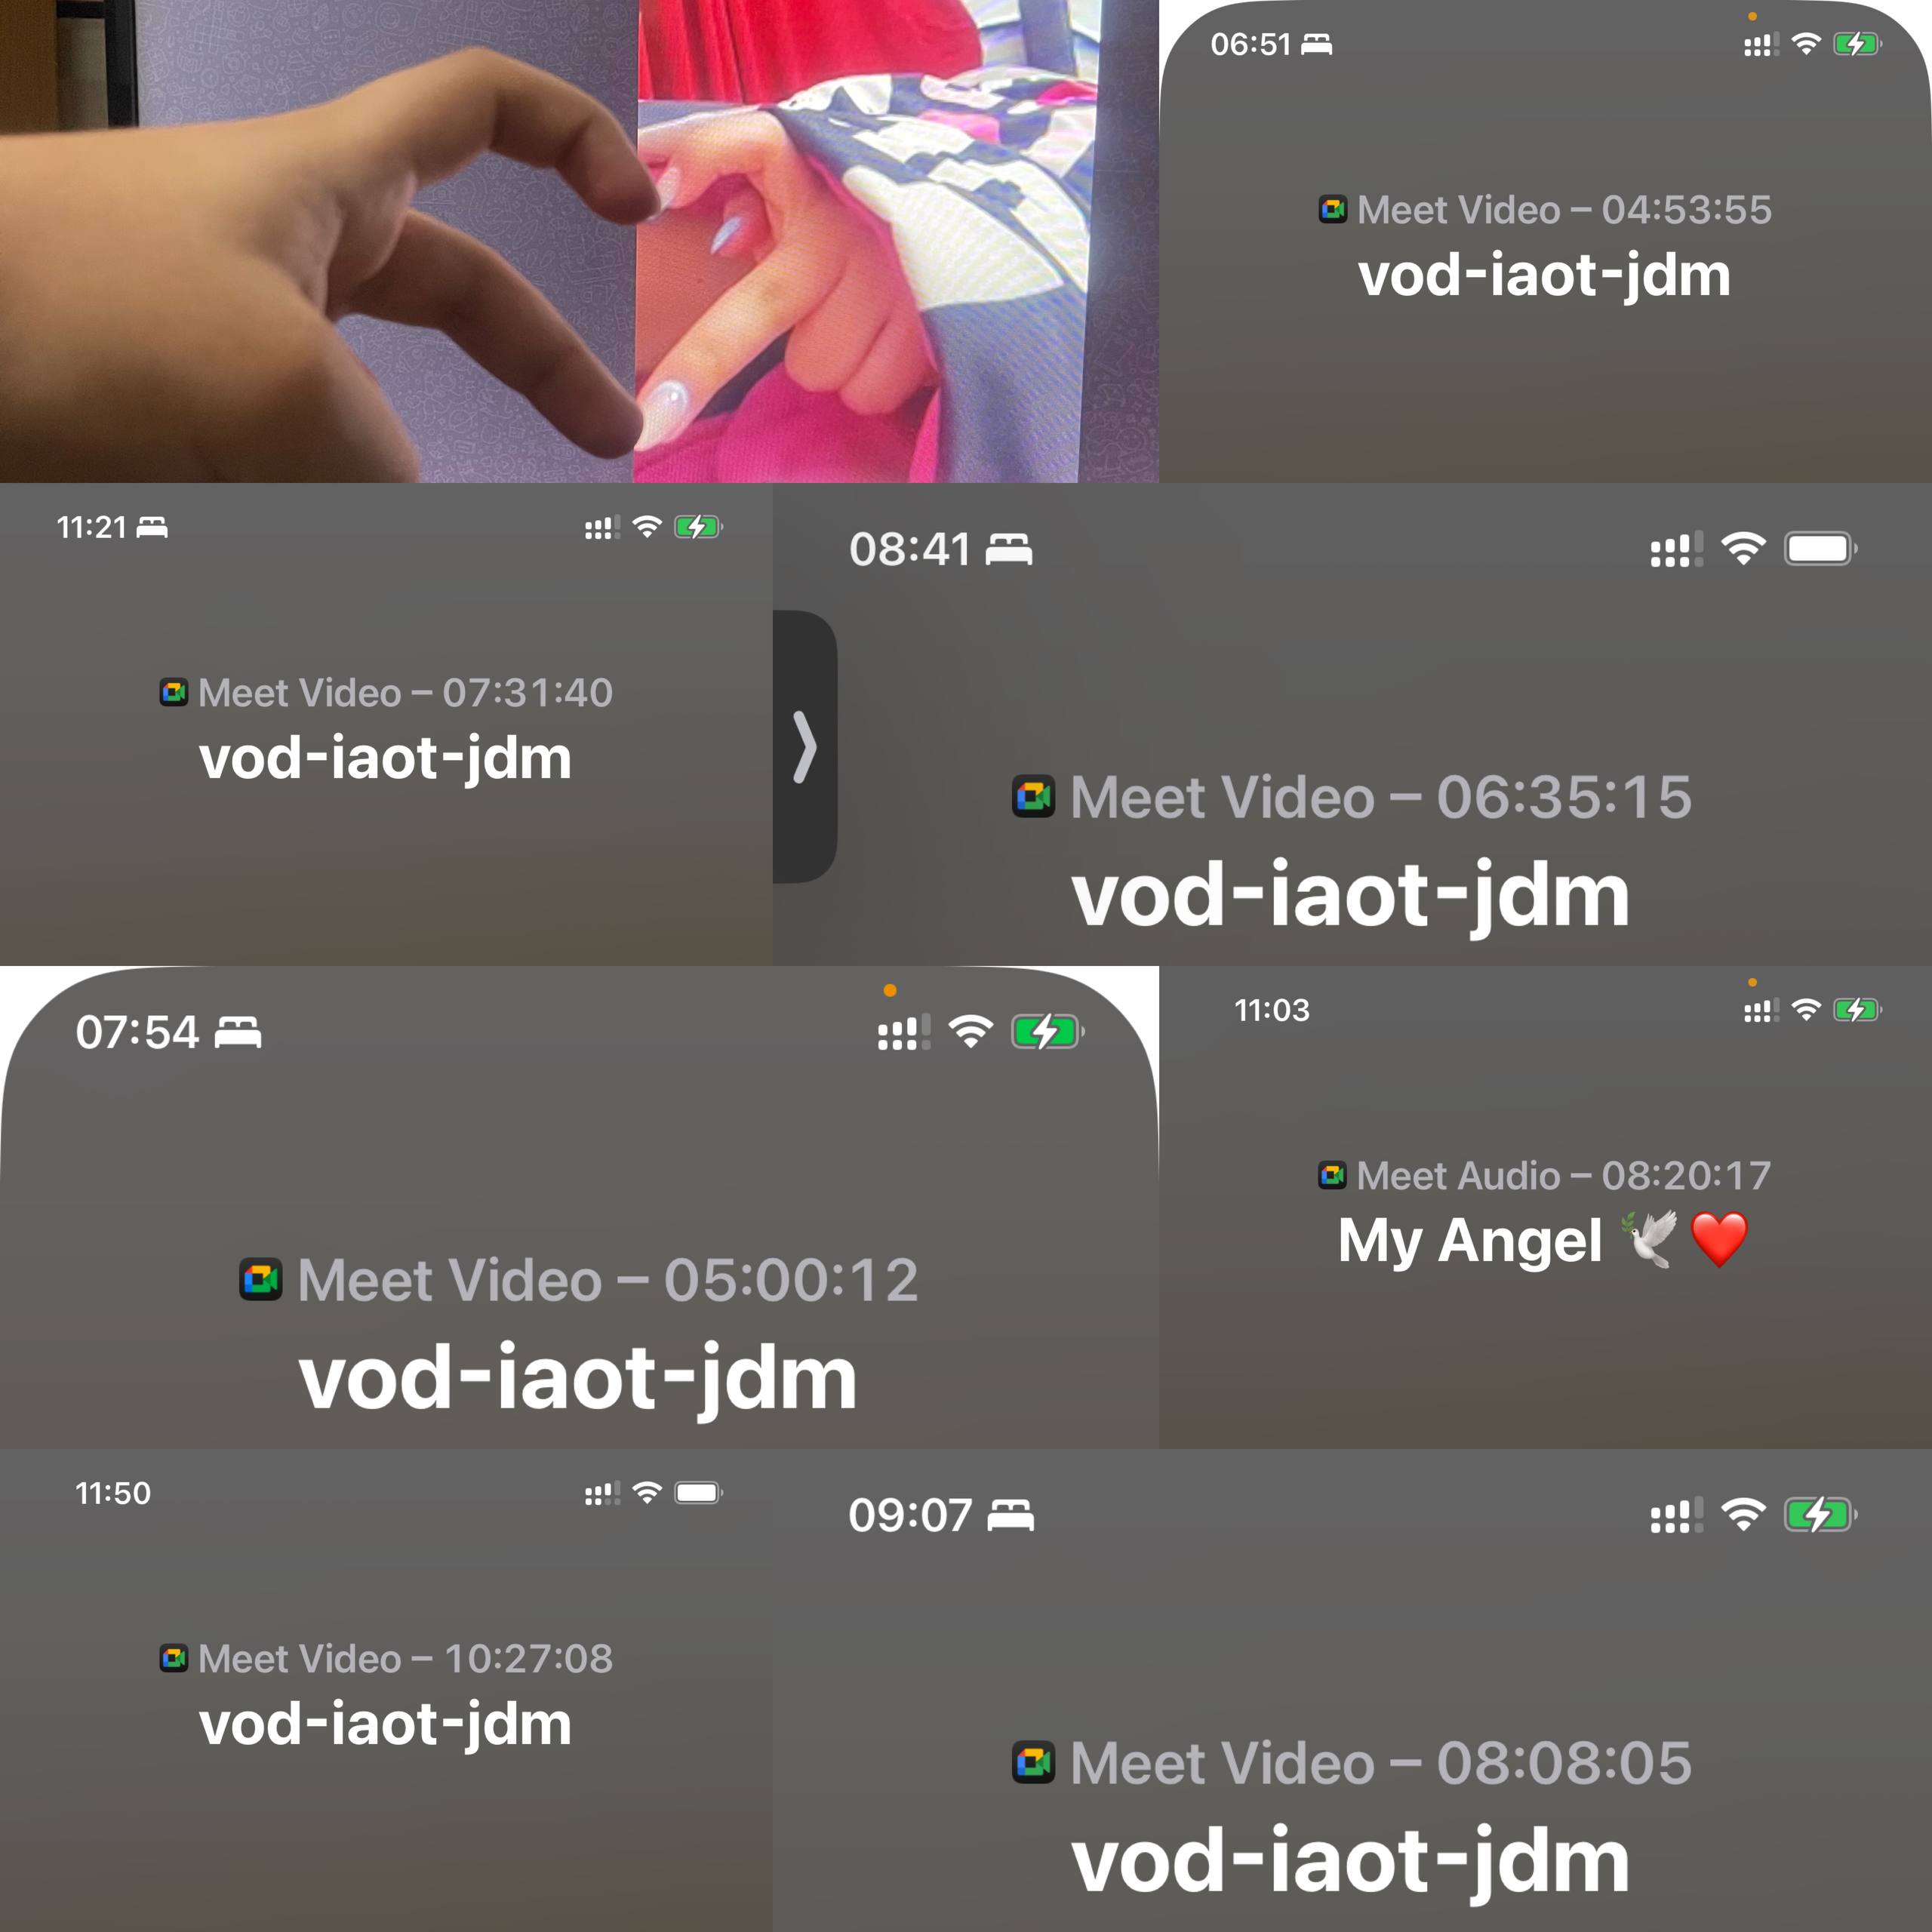 06:51
Meet Video – 04:53:55
vod-iaot-jdm
11:21
Meet Video – 07:31:40
vod-iaot-jdm
08:41
Meet Video – 06:35:15
vod-iaot-jdm
07:54
Meet Video – 05:00:12
vod-iaot-jdm
11:03
Meet Audio – 08:20:17
My Angel 🕊️ ❤️
11:50
Meet Video – 10:27:08
vod-iaot-jdm
09:07
Meet Video – 08:08:05
vod-iaot-jdm